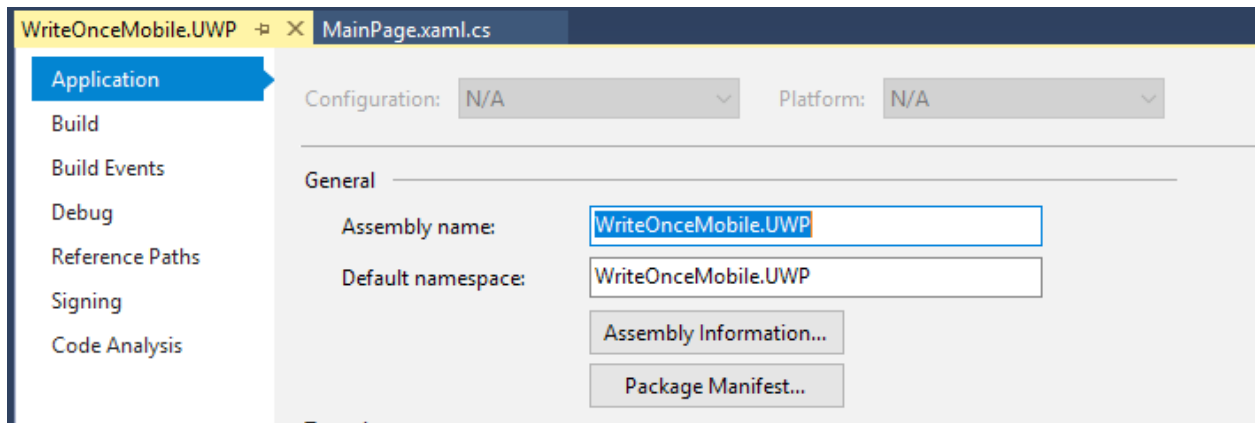 WriteOnceMobile.UWP MainPage.xaml.cs
Application
Configuration: N/A Platform: N/A
Build
Build Events
General
Debug
Assembly name: WriteOnceMobile.UWP
Reference Paths
Default namespace: WriteOnceMobile.UWP
Signing
Assembly Information...
Code Analysis
Package Manifest...